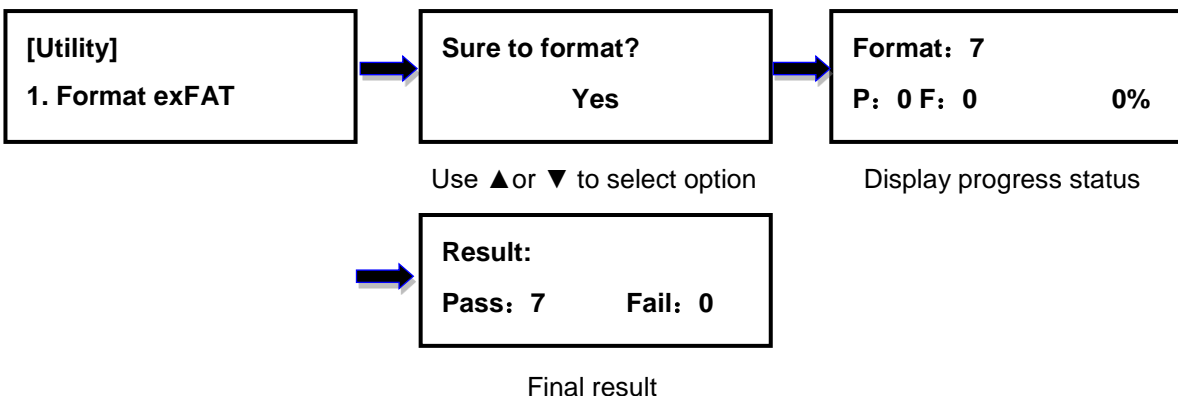 [Utility]
1. Format exFAT
Sure to format?
Yes
Use ▲or ▼ to select option
Format：7
P：0 F：0 0%
Display progress status
Result:
Pass：7 Fail：0
Final result